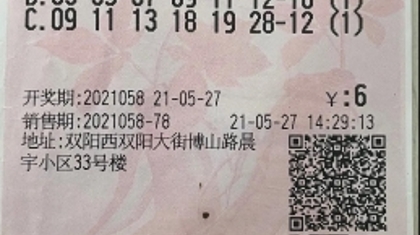 C.09 11 13 18 19 28-12 (1)
开奖期:2021058 21-05-27 ￥:6
销售期:2021058-78 21-05-27 14:29:13
地址:双阳西双阳大街博山路晨
宇小区33号楼